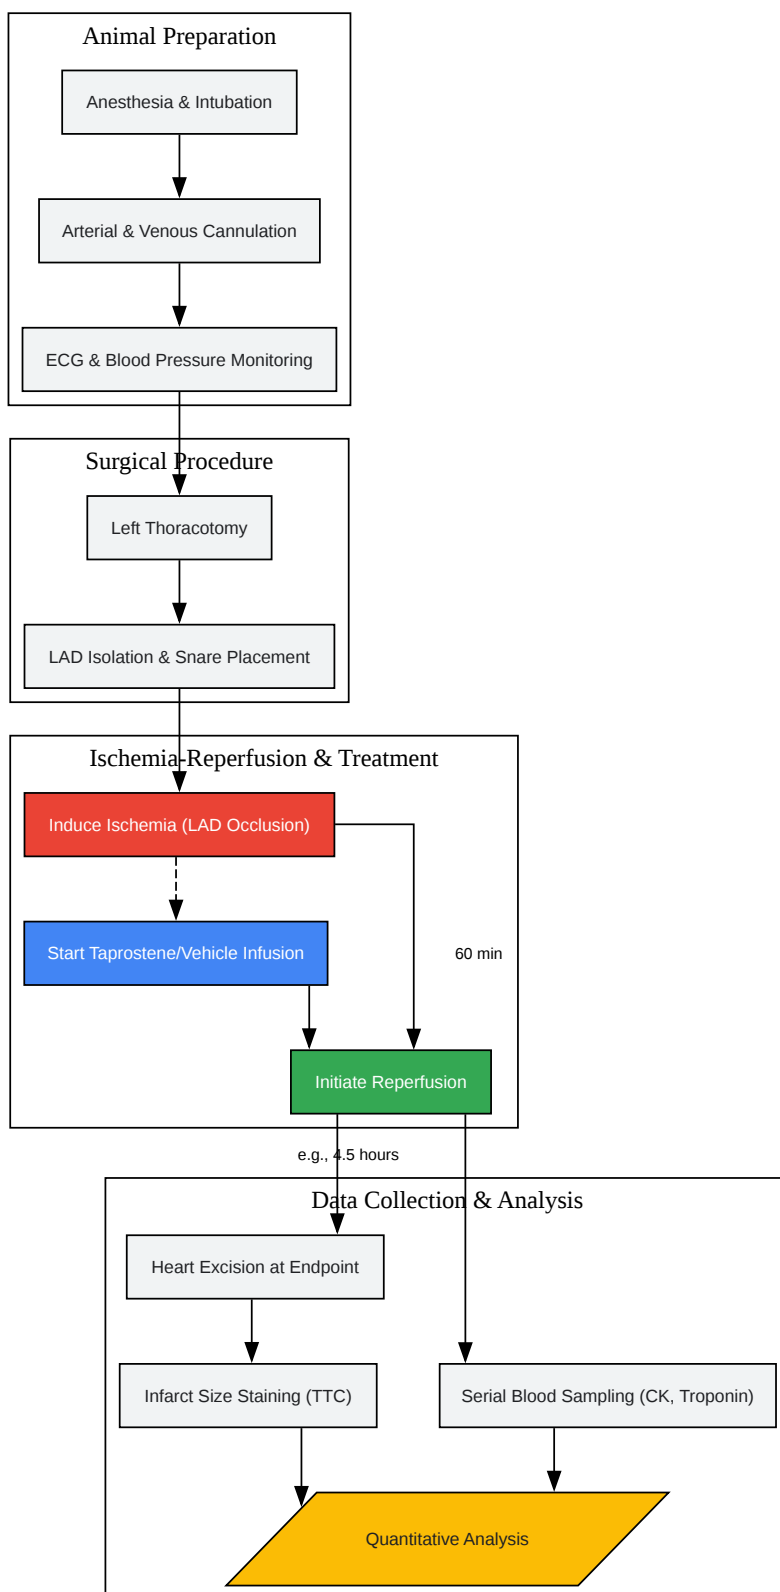 Animal Preparation
Anesthesia & Intubation
Arterial & Venous Cannulation
ECG & Blood Pressure Monitoring
Surgical Procedure
Left Thoracotomy
LAD Isolation & Snare Placement
Ischemia-Reperfusion & Treatment
Induce Ischemia (LAD Occlusion)
Start Taprostene/Vehicle Infusion
60 min
Initiate Reperfusion
e.g., 4.5 hours
Data Collection & Analysis
Heart Excision at Endpoint
Infarct Size Staining (TTC)
Serial Blood Sampling (CK, Troponin)
Quantitative Analysis